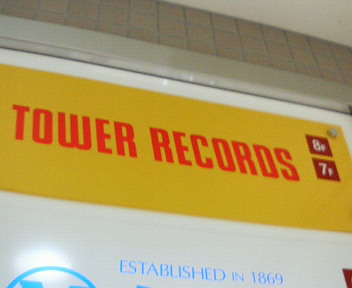 TOWER RECORDS
8F
7F
ESTABLISHED IN 1869